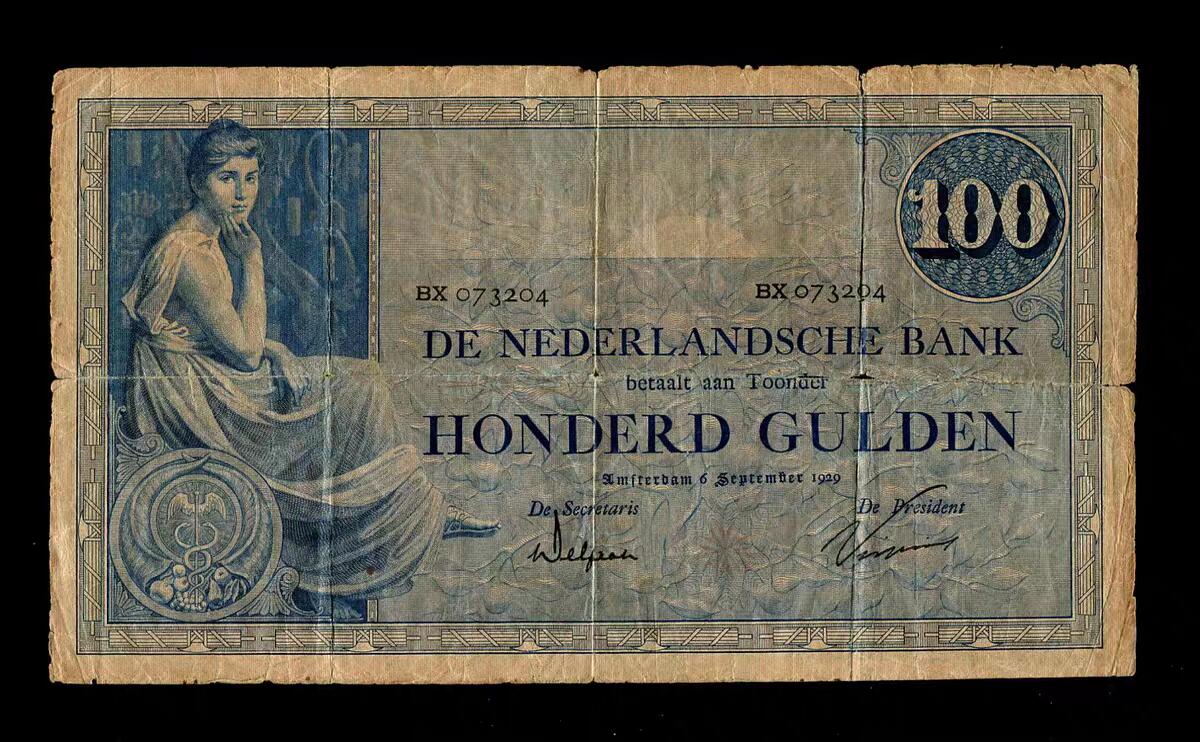 100
BX 073204 BX 073204
DE NEDERLANDSCHE BANK
betaalt aan Toonder
HONDERD GULDEN
Amsterdam 6 September 1929
De Secretaris De President